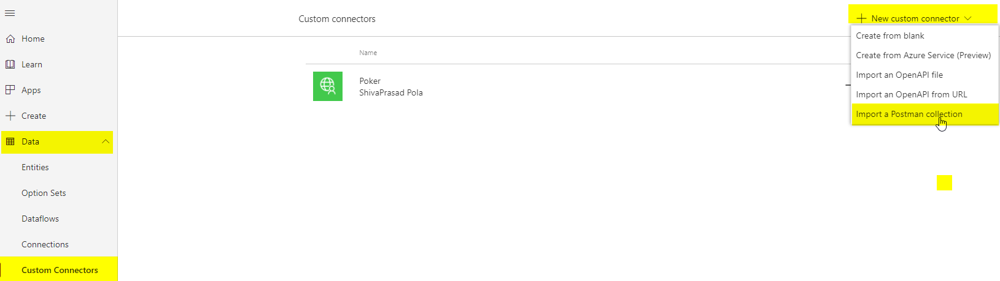 Home
Learn
Apps
Create
Data
Entities
Option Sets
Dataflows
Connections
Custom Connectors
Custom connectors
New custom connector
Create from blank
Create from Azure Service (Preview)
Import an OpenAPI file
Import an OpenAPI from URL
Import a Postman collection
Name
Poker
ShivaPrasad Pola